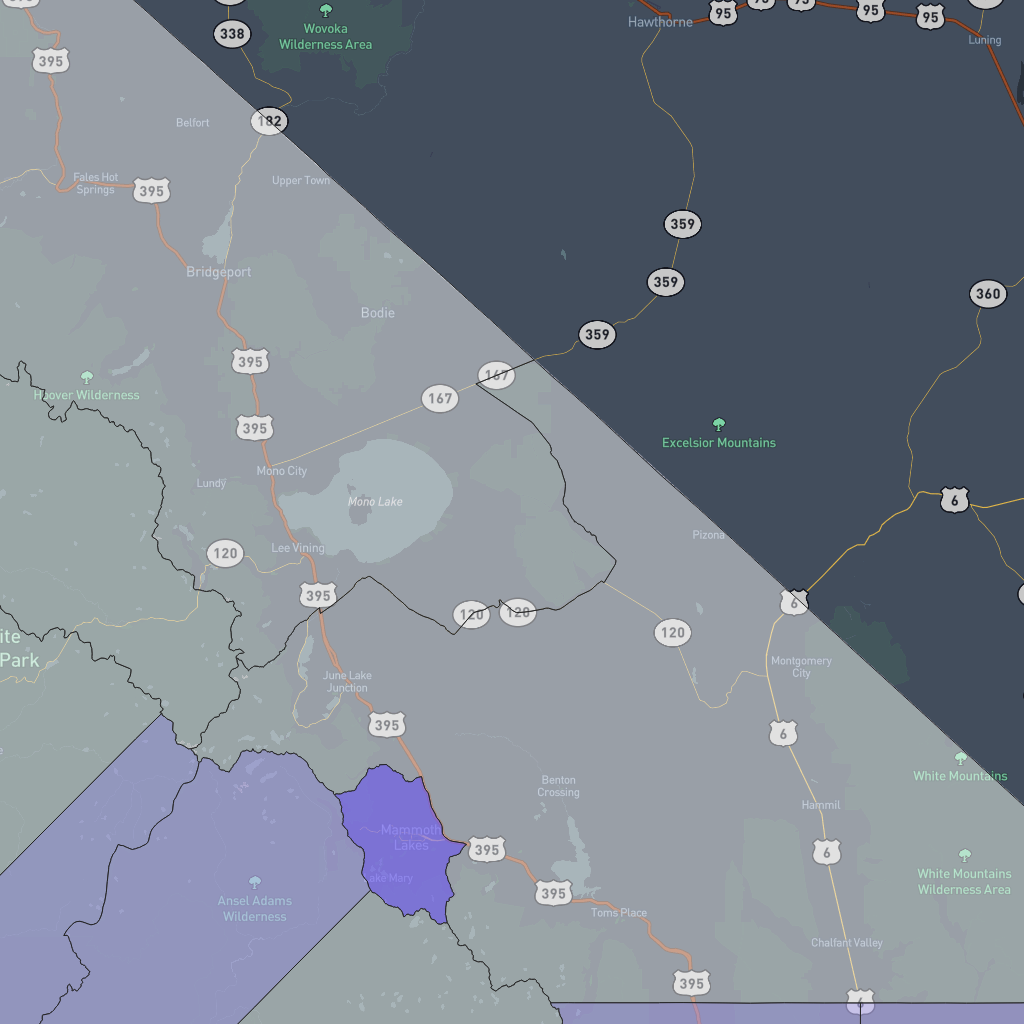 395
338
Wovoka
Wilderness Area
95
95
95
95
95
Hawthorne
Luning
395
Belfort
182
Fales Hot
Springs
395
Upper Town
359
Bridgeport
359
360
Bodie
359
395
167
Hoover Wilderness
167
395
Excelsior Mountains
Mono City
Lundy
Mono Lake
6
Pizona
120
Lee Vining
395
120
120
6
120
ite
Park
Montgomery
City
June Lake
Junction
395
6
White Mountains
Benton
Crossing
Hammil
Mammoth
Lakes
395
6
ake Mary
395
White Mountains
Wilderness Area
Ansel Adams
Wilderness
Toms Place
Chalfant Valley
395
6